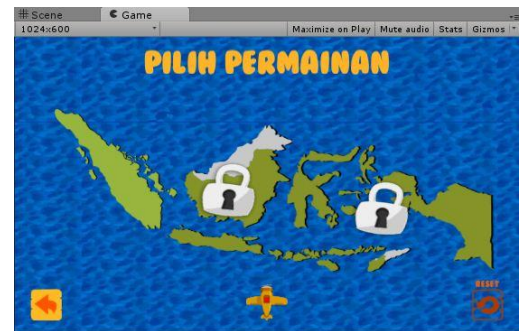 Scene Game
1024x600 Maximize on Play Mute audio Stats Gizmos
PILIH PERMAINAN
RESET